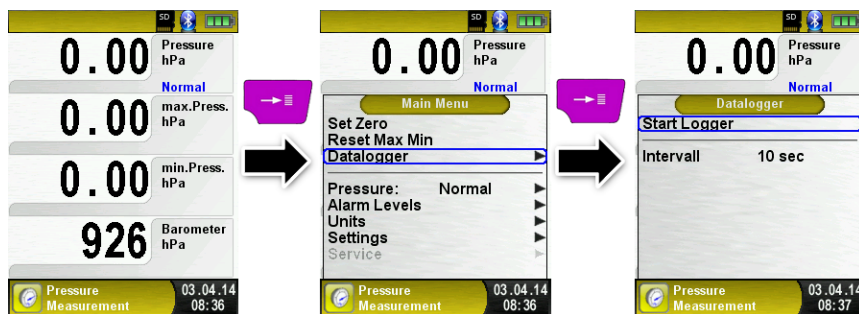 SD
0.00 Pressure hPa
Normal
0.00 max.Press. hPa
0.00 min.Press. hPa
926 Barometer hPa
Pressure Measurement 03.04.14 08:36
SD
0.00 Pressure hPa
Normal
Main Menu
Set Zero
Reset Max Min
Datalogger
Pressure: Normal
Alarm Levels
Units
Settings
Service
Pressure Measurement 03.04.14 08:36
SD
0.00 Pressure hPa
Normal
Datalogger
Start Logger
Intervall 10 sec
Pressure Measurement 03.04.14 08:37